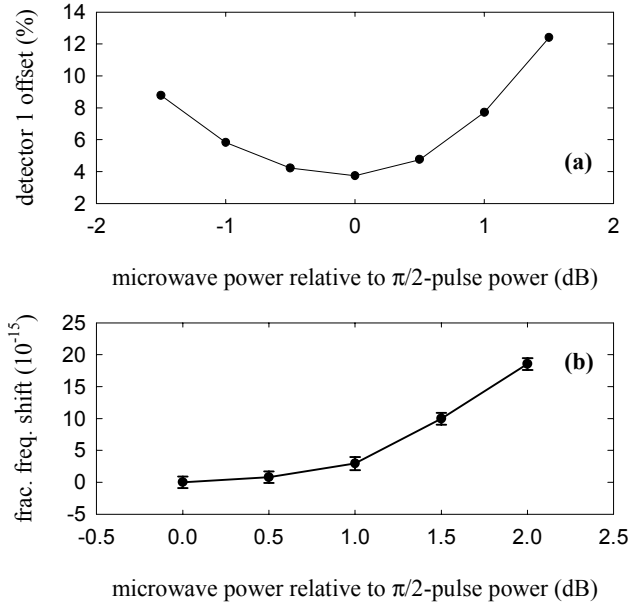 14
12
10
8
6
4
2
detector 1 offset (%)
(a)
-2 -1 0 1 2
microwave power relative to π/2-pulse power (dB)
25
20
15
10
5
0
-5
frac. freq. shift (10⁻¹⁵)
(b)
-0.5 0.0 0.5 1.0 1.5 2.0 2.5
microwave power relative to π/2-pulse power (dB)